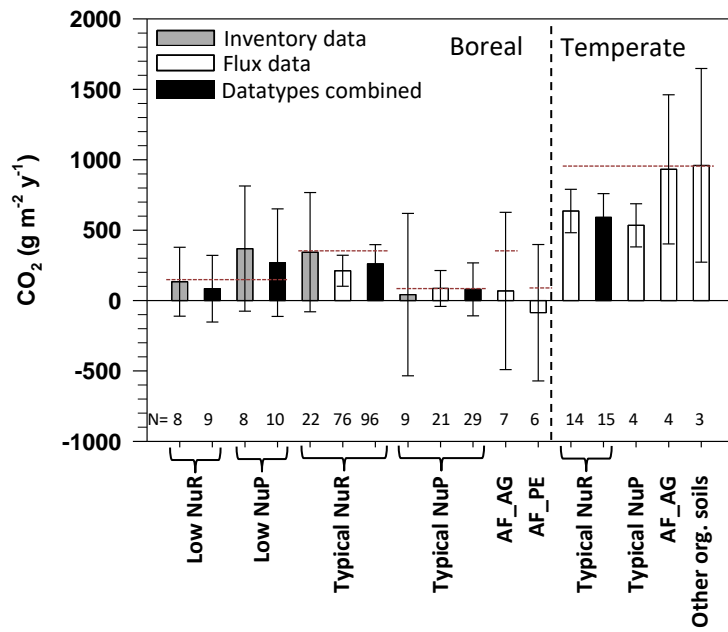 2000
1500
1000
500
0
-500
-1000
CO2 (g m-2 y-1)
Inventory data
Flux data
Datatypes combined
Boreal
Temperate
N= 8 9 8 10 22 76 96 9 21 29 7 6 14 15 4 4 3
Low NuR
Low NuP
Typical NuR
Typical NuP
AF_AG
AF_PE
Typical NuR
Typical NuP
AF_AG
Other org. soils